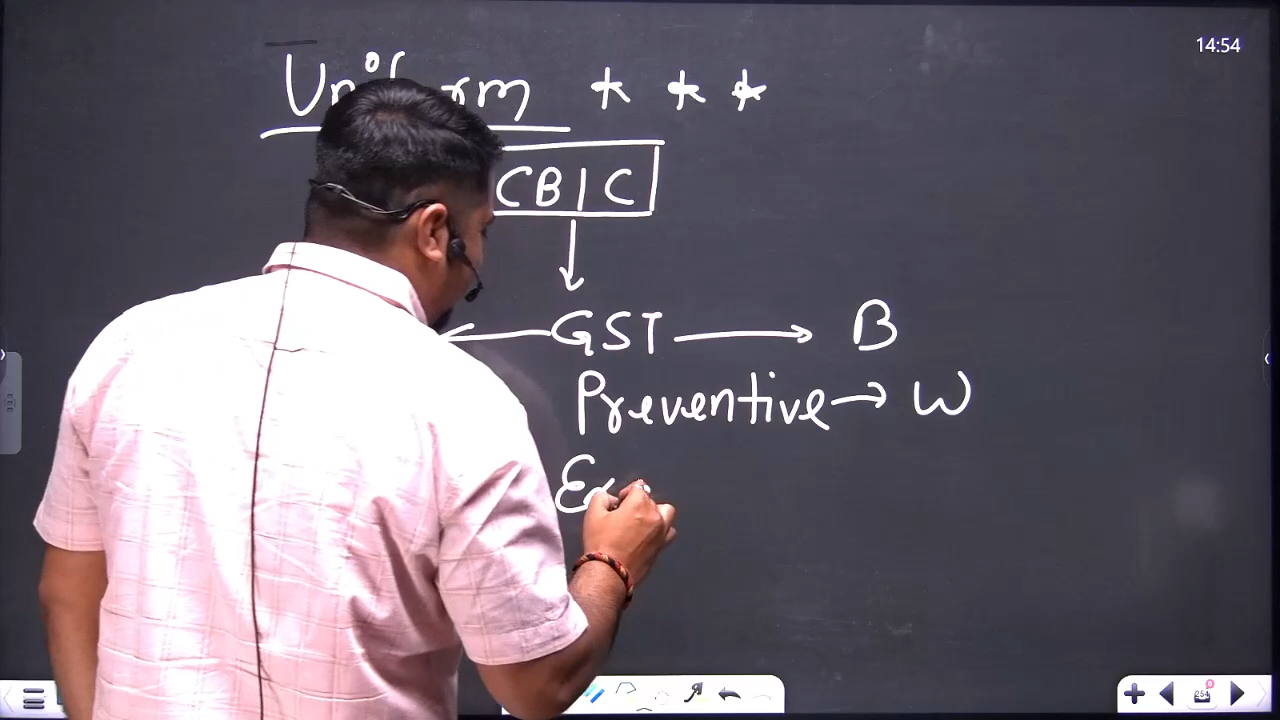 14:54
★ ★ ★
CBIC
GST → B
Preventive → W